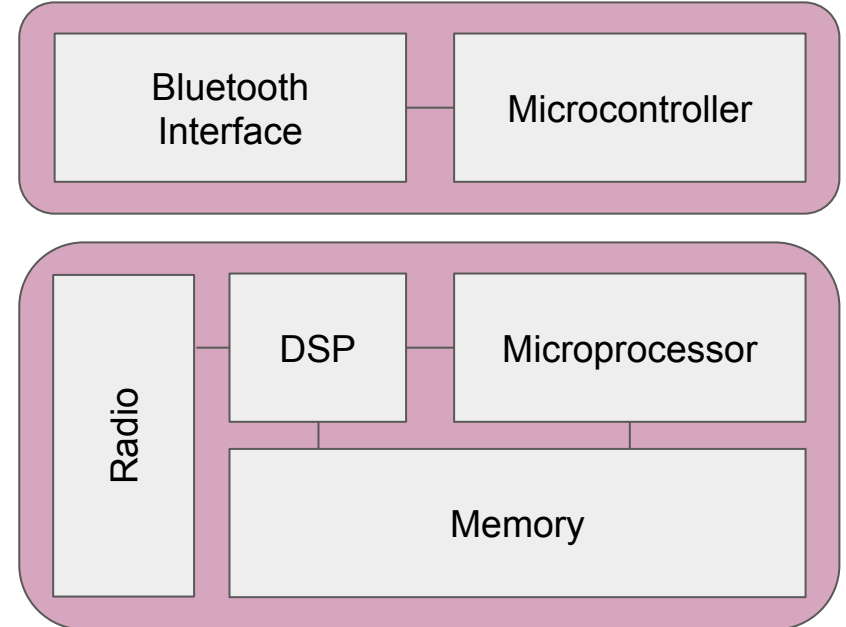 Bluetooth
Interface
Microcontroller
Radio
DSP
Microprocessor
Memory